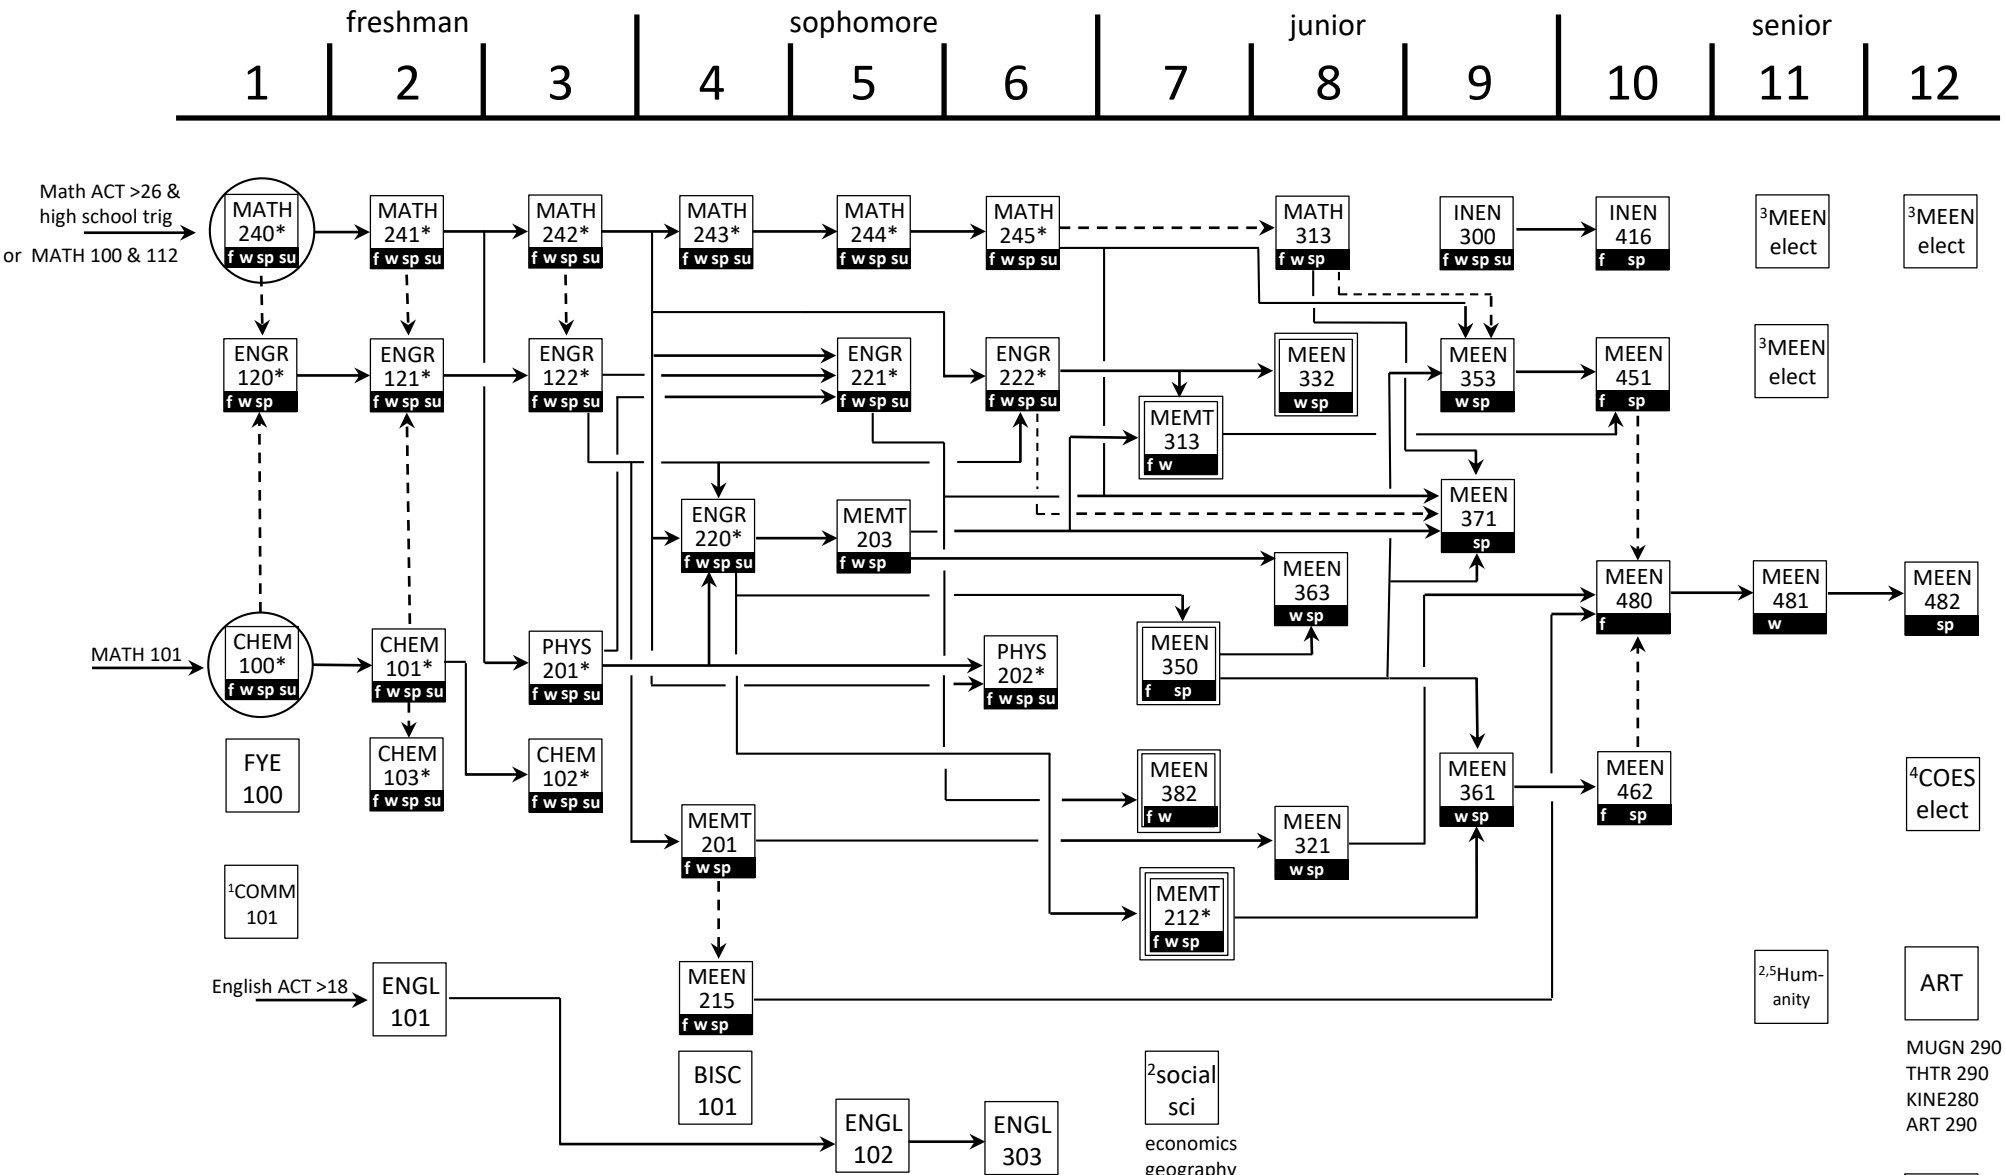 freshman
sophomore
junior
senior
1
2
3
4
5
6
7
8
9
10
11
12
Math ACT >26 &
high school trig
or MATH 100 & 112
MATH
240*
f w sp su
MATH
241*
f w sp su
MATH
242*
f w sp su
MATH
243*
f w sp su
MATH
244*
f w sp su
MATH
245*
f w sp su
MATH
313
f w sp
INEN
300
f w sp su
INEN
416
f sp
3MEEN
elect
3MEEN
elect
ENGR
120*
f w sp
ENGR
121*
f w sp su
ENGR
122*
f w sp su
ENGR
221*
f w sp su
ENGR
222*
f w sp su
MEEN
332
w sp
MEEN
353
w sp
MEEN
451
f sp
3MEEN
elect
MEMT
313
f w
ENGR
220*
f w sp su
MEMT
203
f w sp
MEEN
371
sp
MEEN
363
w sp
MEEN
480
f
MEEN
481
w
MEEN
482
sp
MATH 101
CHEM
100*
f w sp su
CHEM
101*
f w sp su
PHYS
201*
f w sp su
PHYS
202*
f w sp su
MEEN
350
f sp
FYE
100
CHEM
103*
f w sp su
CHEM
102*
f w sp su
MEEN
382
f w
MEEN
361
w sp
MEEN
462
f sp
4COES
elect
MEMT
201
f w sp
MEEN
321
w sp
1COMM
101
MEMT
212*
f w sp
English ACT >18
ENGL
101
MEEN
215
f w sp
2,5Hum-
anity
ART
MUGN 290
THTR 290
KINE280
ART 290
BISC
101
2social
sci
economics
geography
ENGL
102
ENGL
303